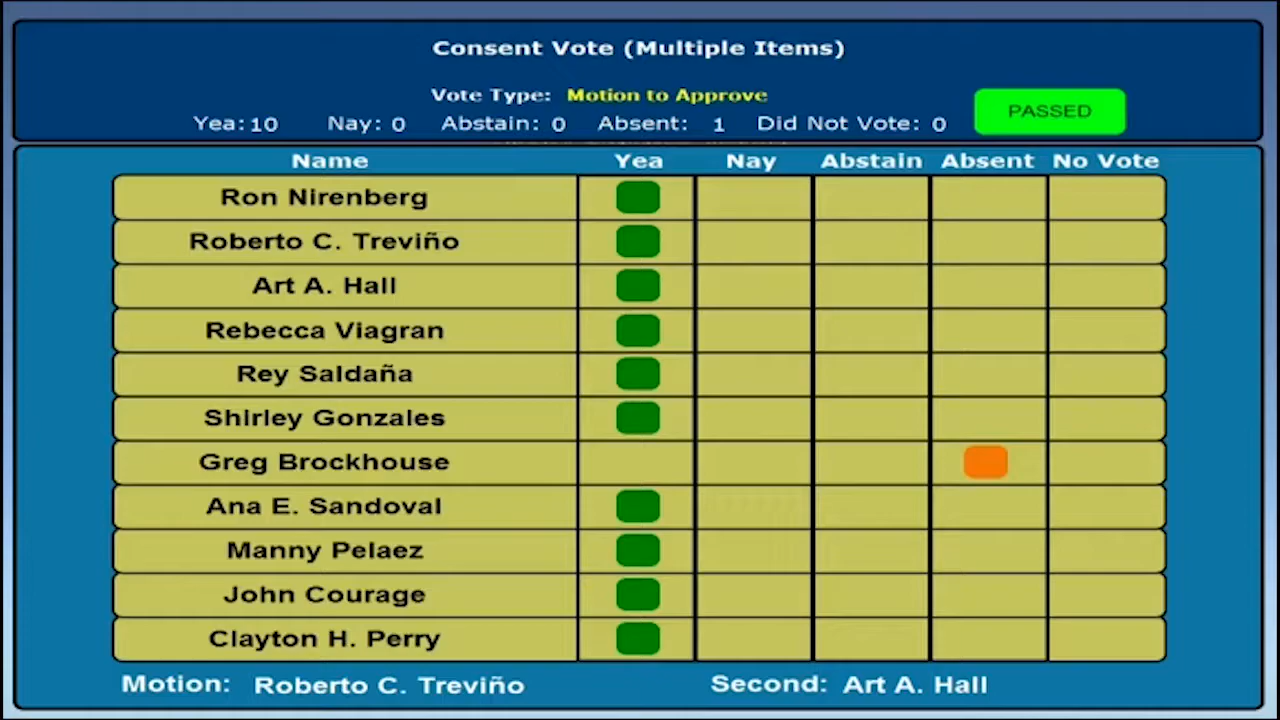 Consent Vote (Multiple Items)
Vote Type: Motion to Approve
Yea: 10 Nay: 0 Abstain: 0 Absent: 1 Did Not Vote: 0
PASSED
Name Yea Nay Abstain Absent No Vote
Ron Nirenberg
Roberto C. Treviño
Art A. Hall
Rebecca Viagran
Rey Saldaña
Shirley Gonzales
Greg Brockhouse
Ana E. Sandoval
Manny Pelaez
John Courage
Clayton H. Perry
Motion: Roberto C. Treviño Second: Art A. Hall